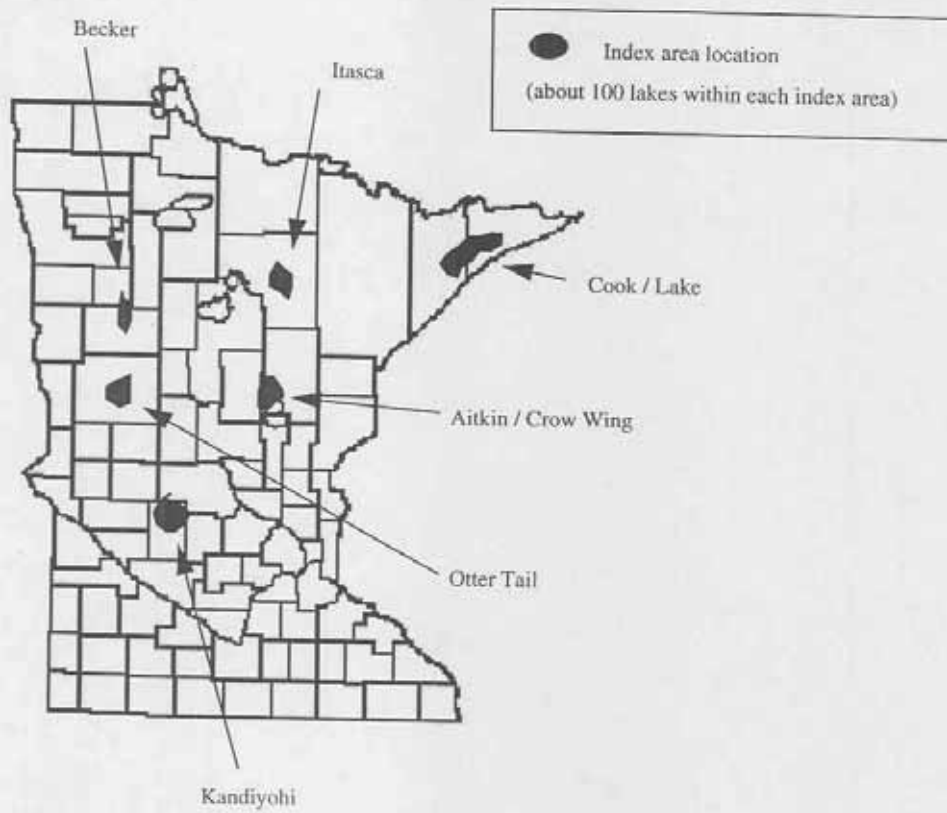 Becker
Itasca
Index area location
(about 100 lakes within each index area)
Cook / Lake
Aitkin / Crow Wing
Otter Tail
Kandiyohi